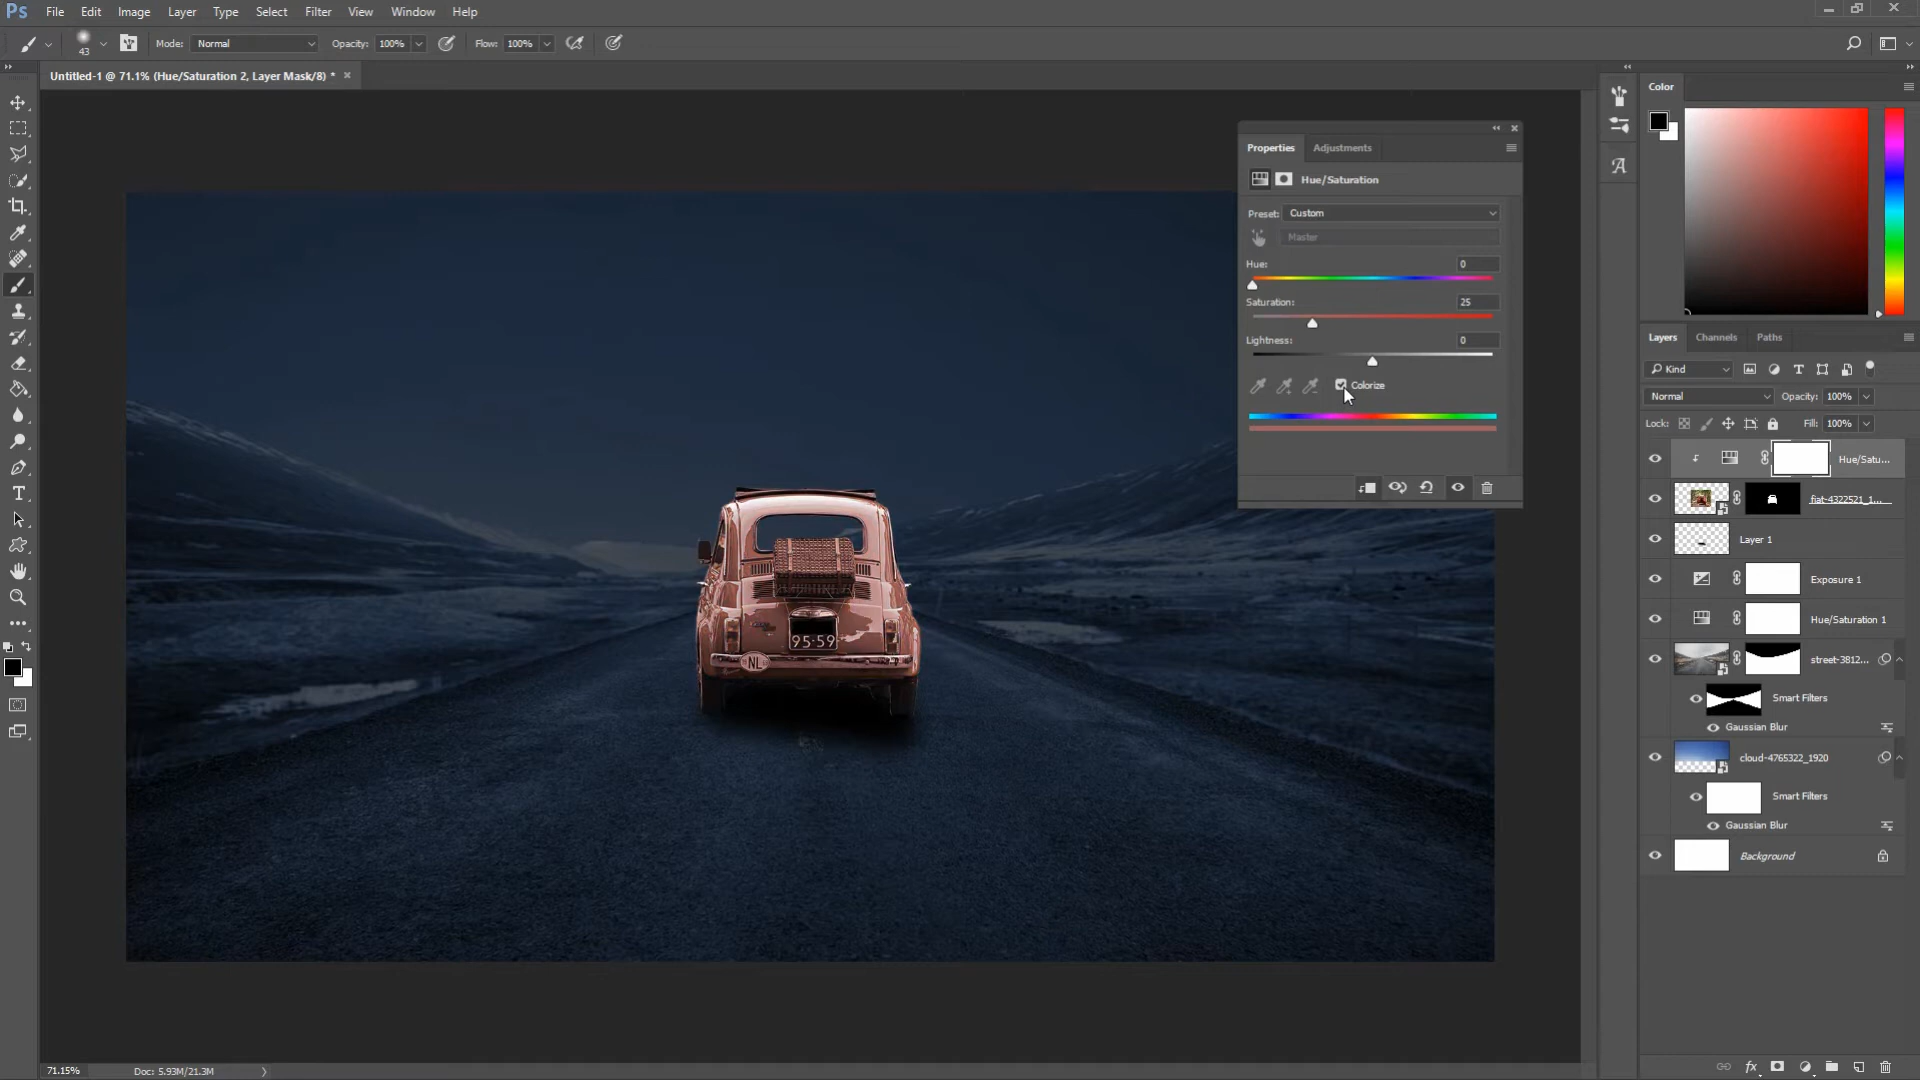 Ps File Edit Image Layer Type Select Filter View Window Help
43 Mode: Normal Opacity: 100% Flow: 100%
Untitled-1 @ 71.1% (Hue/Saturation 2, Layer Mask/8) *
Properties Adjustments
Hue/Saturation
Preset: Custom
Master
Hue: 0
Saturation: 25
Lightness: 0
Colorize
95-59
NL
Color
Layers Channels Paths
Kind
Normal Opacity: 100%
Lock: Fill: 100%
Hue/Satu...
fiat-4322521_1...
Layer 1
Exposure 1
Hue/Saturation 1
street-3812...
Smart Filters
Gaussian Blur
cloud-4765322_1920
Smart Filters
Gaussian Blur
Background
71.15% Doc: 5.93M/21.3M